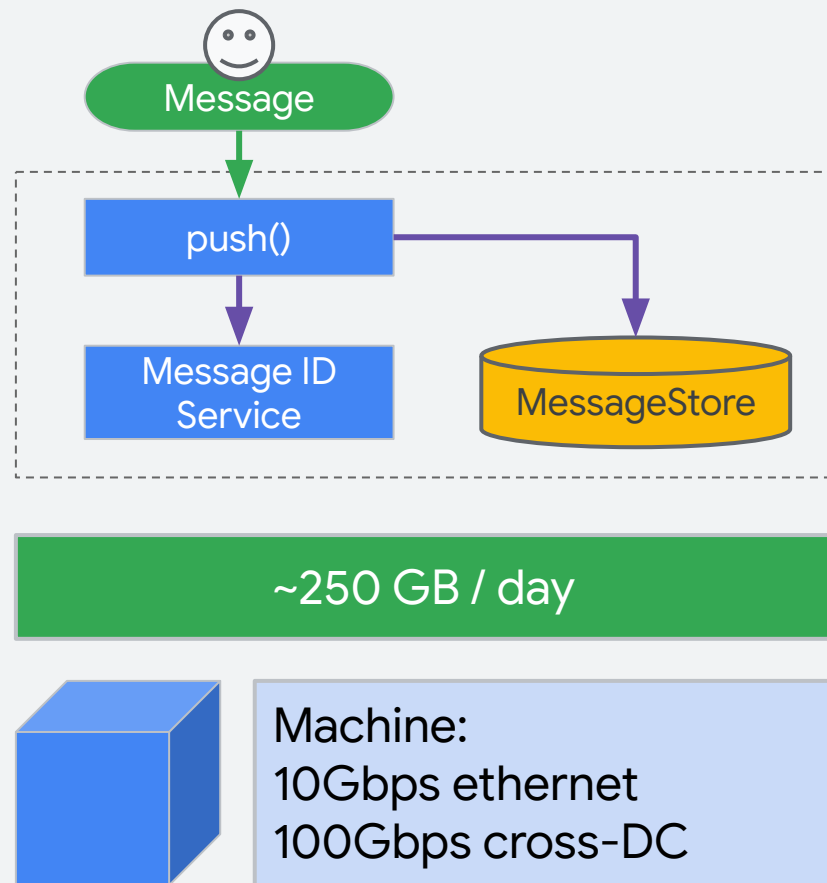 Message
push()
Message ID
Service
MessageStore
~250 GB / day
Machine:
10Gbps ethernet
100Gbps cross-DC